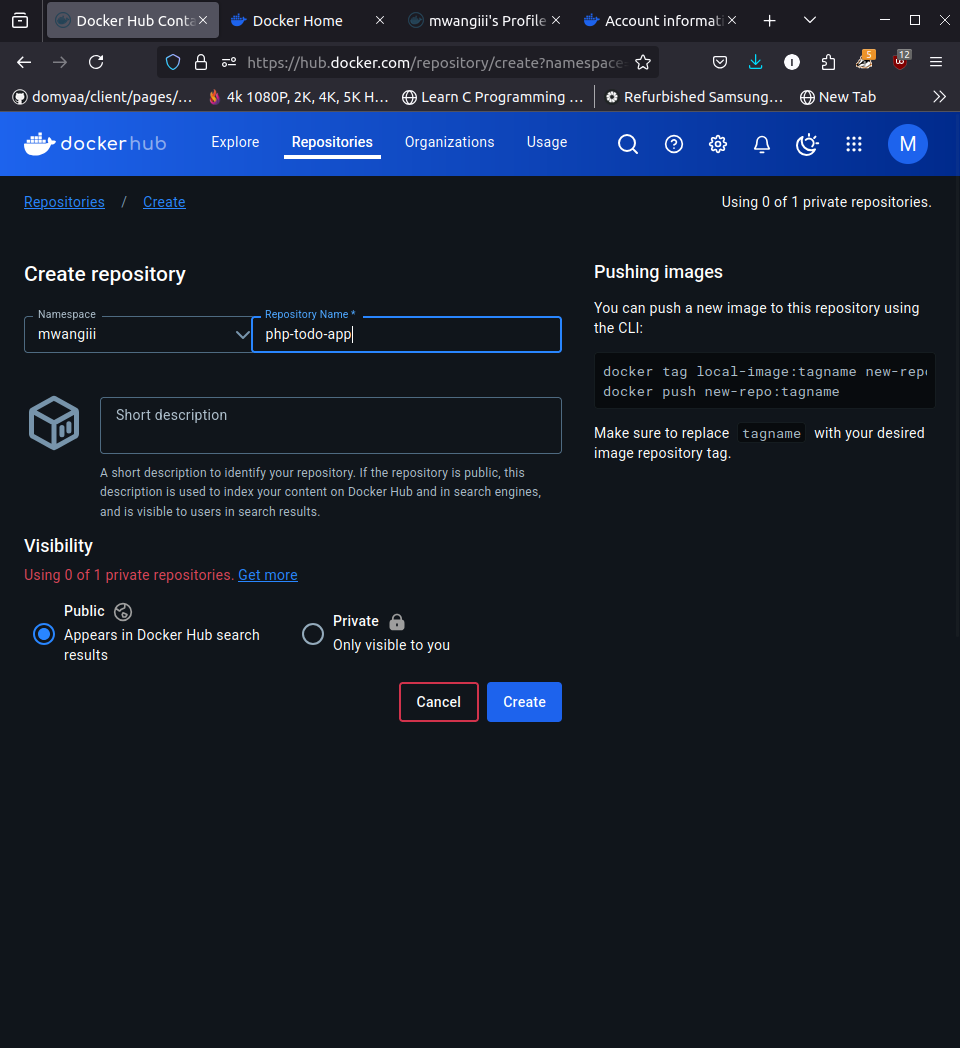 Docker Hub Conta
Docker Home
mwangiii's Profile
Account informati
https://hub.docker.com/repository/create?namespace
5
12
domyaa/client/pages/...
4k 1080P, 2K, 4K, 5K H...
Learn C Programming ...
Refurbished Samsung...
New Tab
dockerhub
Explore
Repositories
Organizations
Usage
M
Repositories / Create
Using 0 of 1 private repositories.
Create repository
Namespace
mwangiii
Repository Name *
php-todo-app
Short description
A short description to identify your repository. If the repository is public, this
description is used to index your content on Docker Hub and in search engines,
and is visible to users in search results.
Visibility
Using 0 of 1 private repositories. Get more
Public
Appears in Docker Hub search
results
Private
Only visible to you
Cancel
Create
Pushing images
You can push a new image to this repository using
the CLI:
docker tag local-image:tagname new-repo
docker push new-repo:tagname
Make sure to replace tagname with your desired
image repository tag.